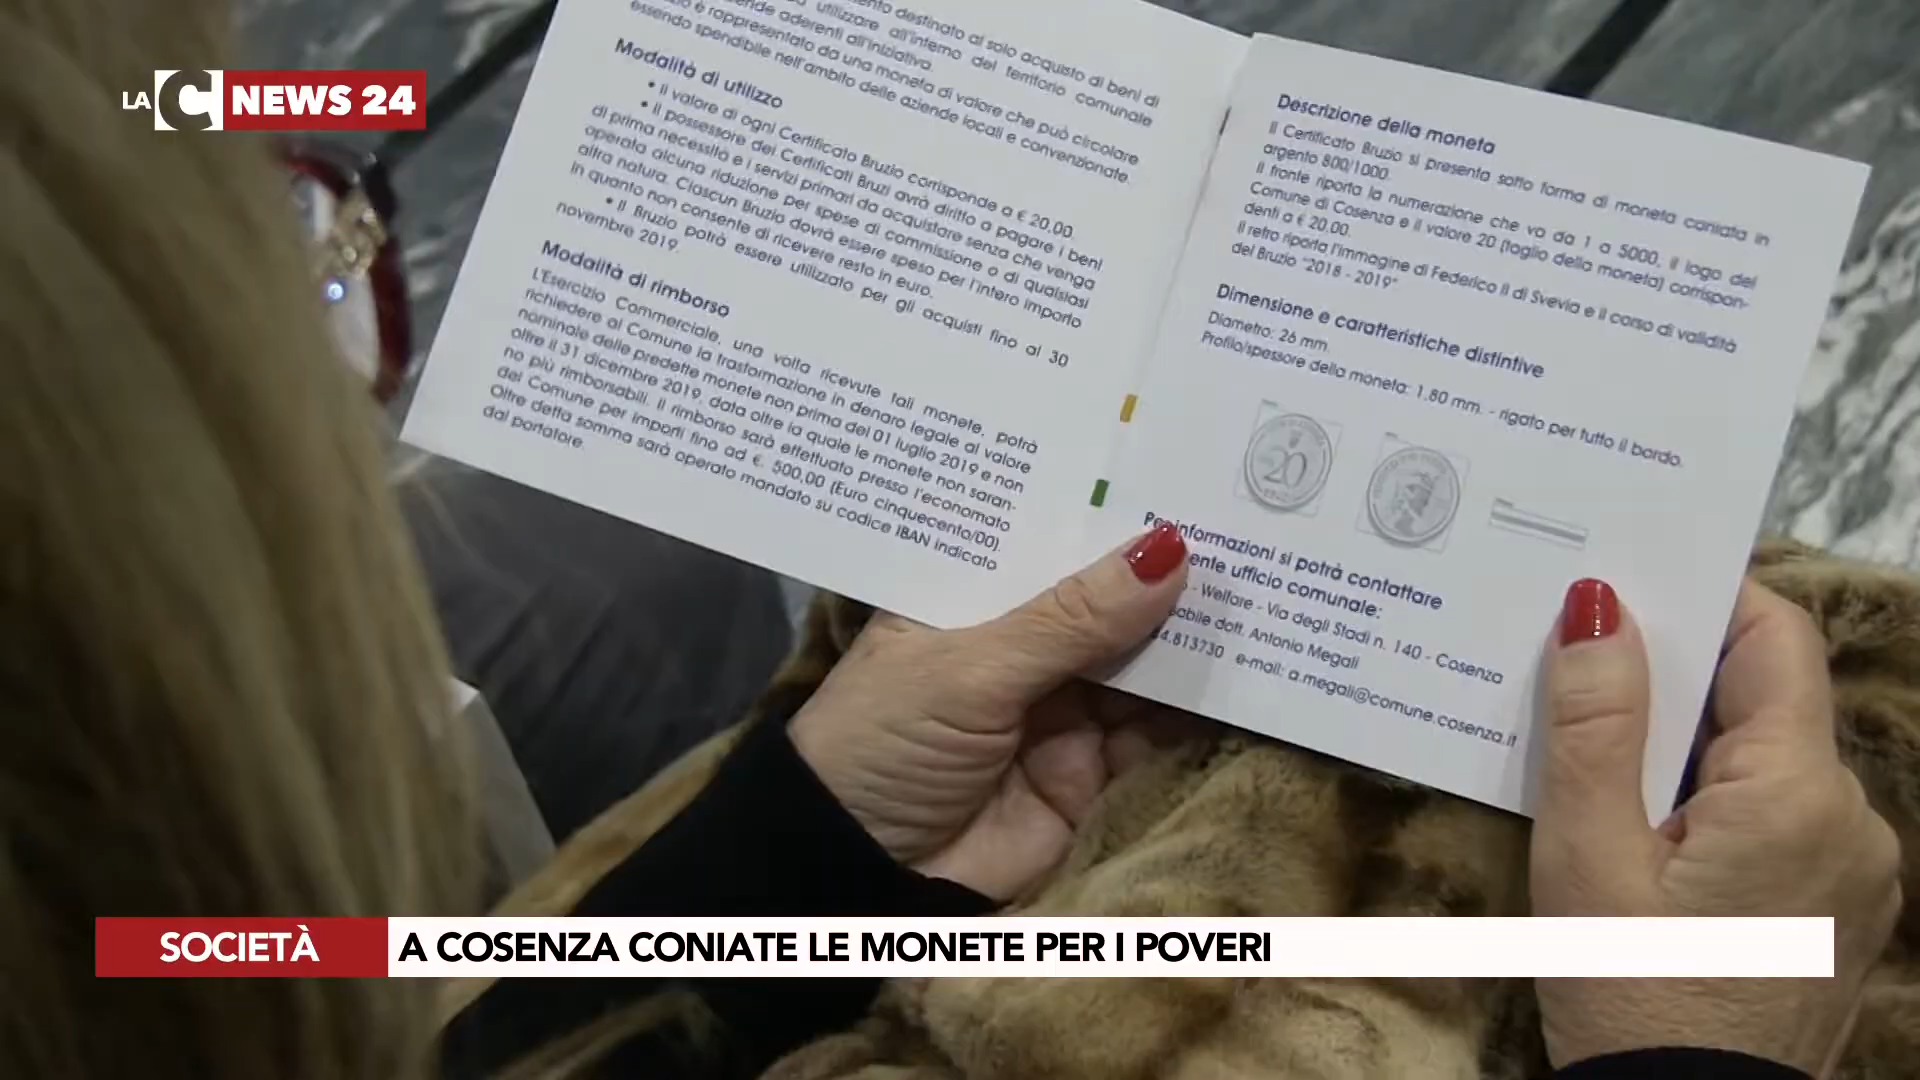 LA C NEWS 24
destinato al solo acquisto di beni di
utilizzare all'interno del territorio comunale
aderenti all'iniziativa.
è rappresentato da una moneta di valore che può circolare
essendo spendibile nell'ambito delle aziende locali e convenzionate.
Modalità di utilizzo
• Il valore di ogni Certificato Bruzio corrisponde a € 20,00.
• Il possessore dei Certificati Bruzi avrà diritto a pagare i beni
di prima necessità e i servizi primari da acquistare senza che venga
operata alcuna riduzione per spese di commissione o di qualsiasi
altra natura. Ciascun Bruzio dovrà essere speso per l'intero importo
in quanto non consente di ricevere resto in euro.
• Il Bruzio potrà essere utilizzato per gli acquisti fino al 30
novembre 2019.
Modalità di rimborso
L'Esercizio Commerciale, una volta ricevute tali monete, potrà
richiedere al Comune la trasformazione in denaro legale al valore
nominale delle predette monete non prima del 01 luglio 2019 e non
oltre il 31 dicembre 2019, data oltre la quale le monete non saran-
no più rimborsabili. Il rimborso sarà effettuato presso l'economato
del Comune per importi fino ad €. 500,00 (Euro cinquecento/00).
Oltre detta somma sarà operato mandato su codice IBAN indicato
dal portatore.
Descrizione della moneta
Il Certificato Bruzio si presenta sotto forma di moneta coniata in
argento 800/1000.
Il fronte riporta la numerazione che va da 1 a 5000, il logo del
Comune di Cosenza e il valore 20 (taglio della moneta) corrispon-
denti a € 20,00.
Il retro riporta l'immagine di Federico II di Svevia e il corso di validità
del Bruzio "2018 - 2019"
Dimensione e caratteristiche distintive
Diametro: 26 mm.
Profilo/spessore della moneta: 1.80 mm. - rigato per tutto il bordo.
20
informazioni si potrà contattare
ufficio comunale:
- Welfare - Via degli Stadi n. 140 - Cosenza
dott. Antonio Megali
.813730 e-mail: a.megali@comune.cosenza.it
SOCIETÀ A COSENZA CONIATE LE MONETE PER I POVERI